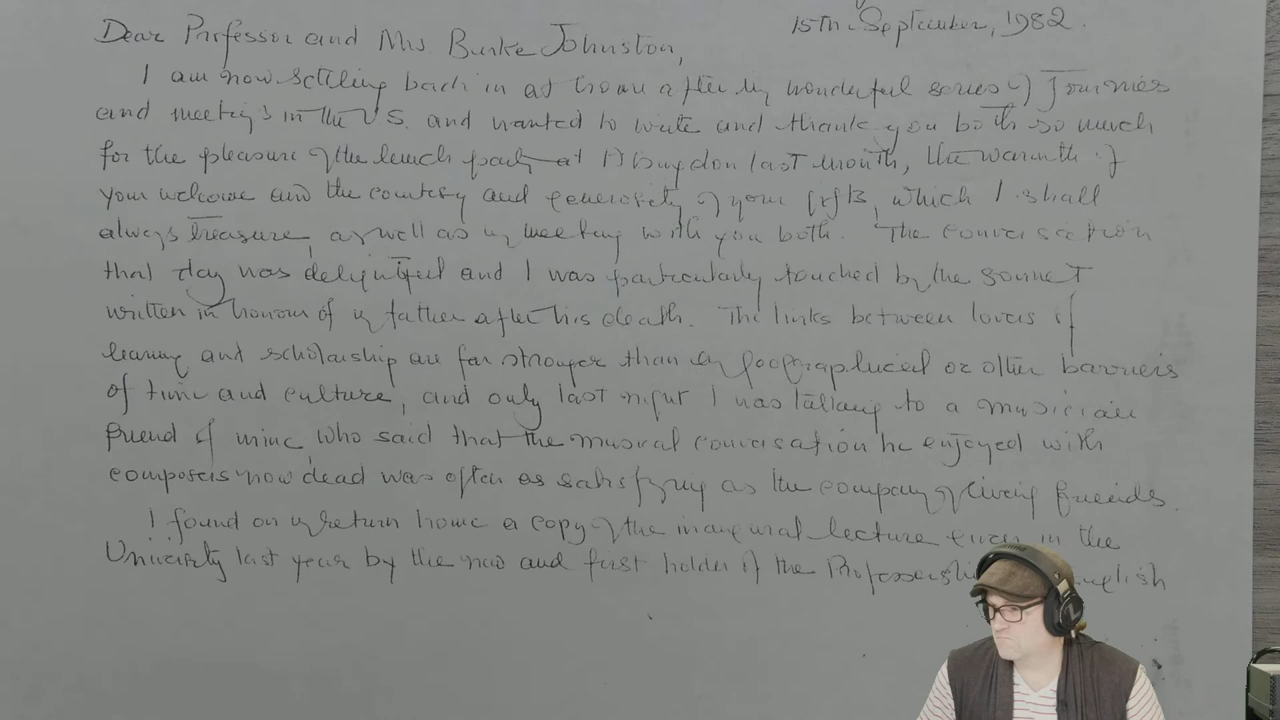 15th September, 1982.
Dear Professor and Mrs. Burke Johnston,
I am now settling back in at home after my wonderful series of Journies
and meetings in the U.S. and wanted to write and thank you both so much
for the pleasure of the lunch party at Abingdon last month, the warmth of
your welcome and the courtesy and generosity of your gift, which I shall
always treasure, as well as my meeting with you both. The conversation
that day was delightful and I was particularly touched by the sonnet
written in honour of my father after his death. The links between lovers of
learning and scholarship are far stronger than any geographical or other barriers
of time and culture, and only last night I was talking to a musician
friend of mine, who said that the musical conversation he enjoyed with
composers now dead was often as satisfying as the company of living friends.
I found on my return home a copy of the inaugural lecture given in the
University last year by the new and first holder of the English